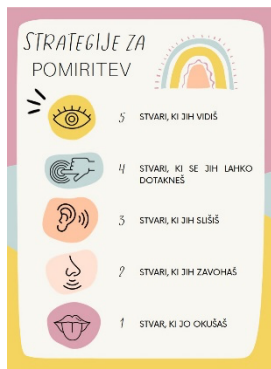 STRATEGIJE ZA
POMIRITEV
5 STVARI, KI JIH VIDIŠ
4 STVARI, KI SE JIH LAHKO
DOTAKNEŠ
3 STVARI, KI JIH SLIŠIŠ
2 STVARI, KI JIH ZAVOHAŠ
1 STVAR, KI JO OKUŠAŠ